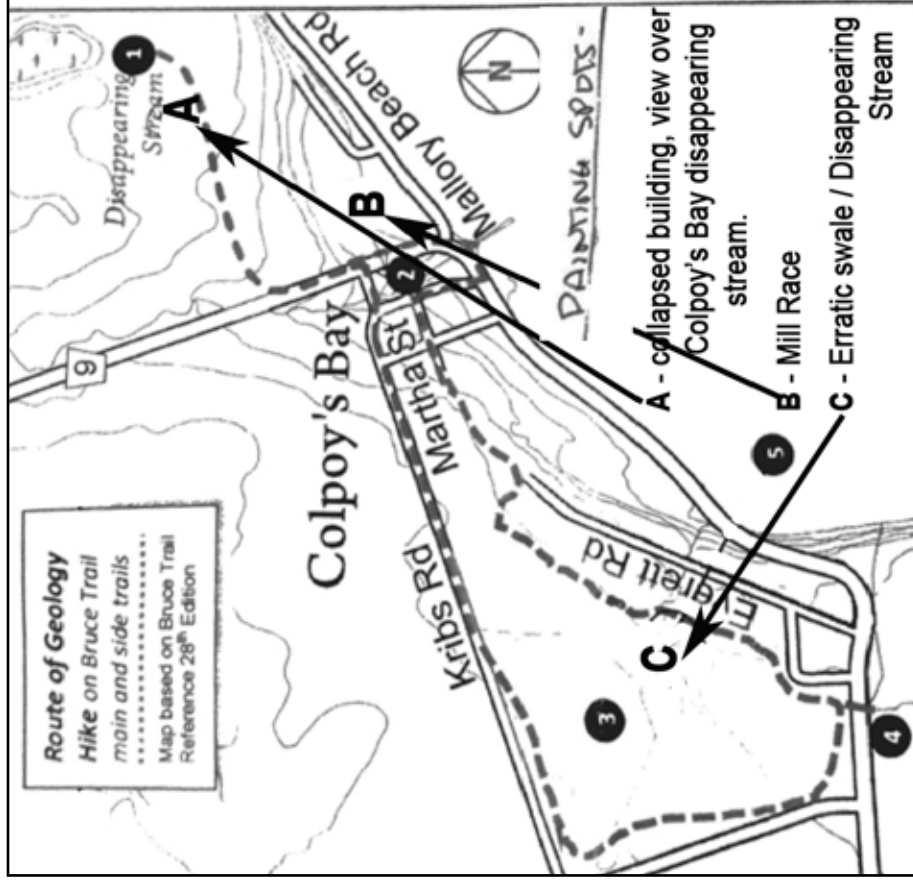 Route of Geology
Hike on Bruce Trail
main and side trails
Map based on Bruce Trail
Reference 28th Edition
9
Colpoy's Bay
Disappearing
Stream
1
A
B
2
Kribs Rd
Martha St
Mallory Beach Rd
N
Everett Rd
C
3
4
5
PAINTING SPOTS-
A - collapsed building, view over
Colpoy's Bay disappearing
stream.
B - Mill Race
C - Erratic swale / Disappearing
Stream